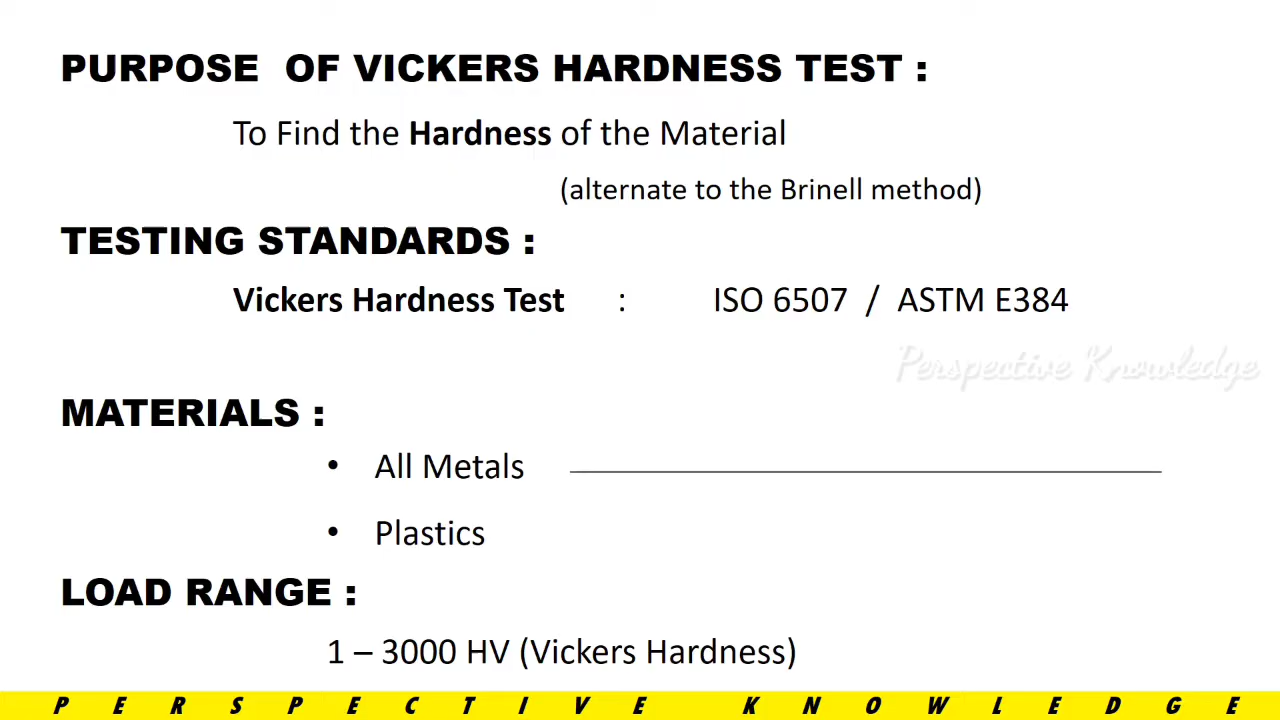 PURPOSE OF VICKERS HARDNESS TEST :
To Find the Hardness of the Material
(alternate to the Brinell method)
TESTING STANDARDS :
Vickers Hardness Test : ISO 6507 / ASTM E384
Perspective Knowledge
MATERIALS :
• All Metals
• Plastics
LOAD RANGE :
1 – 3000 HV (Vickers Hardness)
PERSPECTIVE KNOWLEDGE